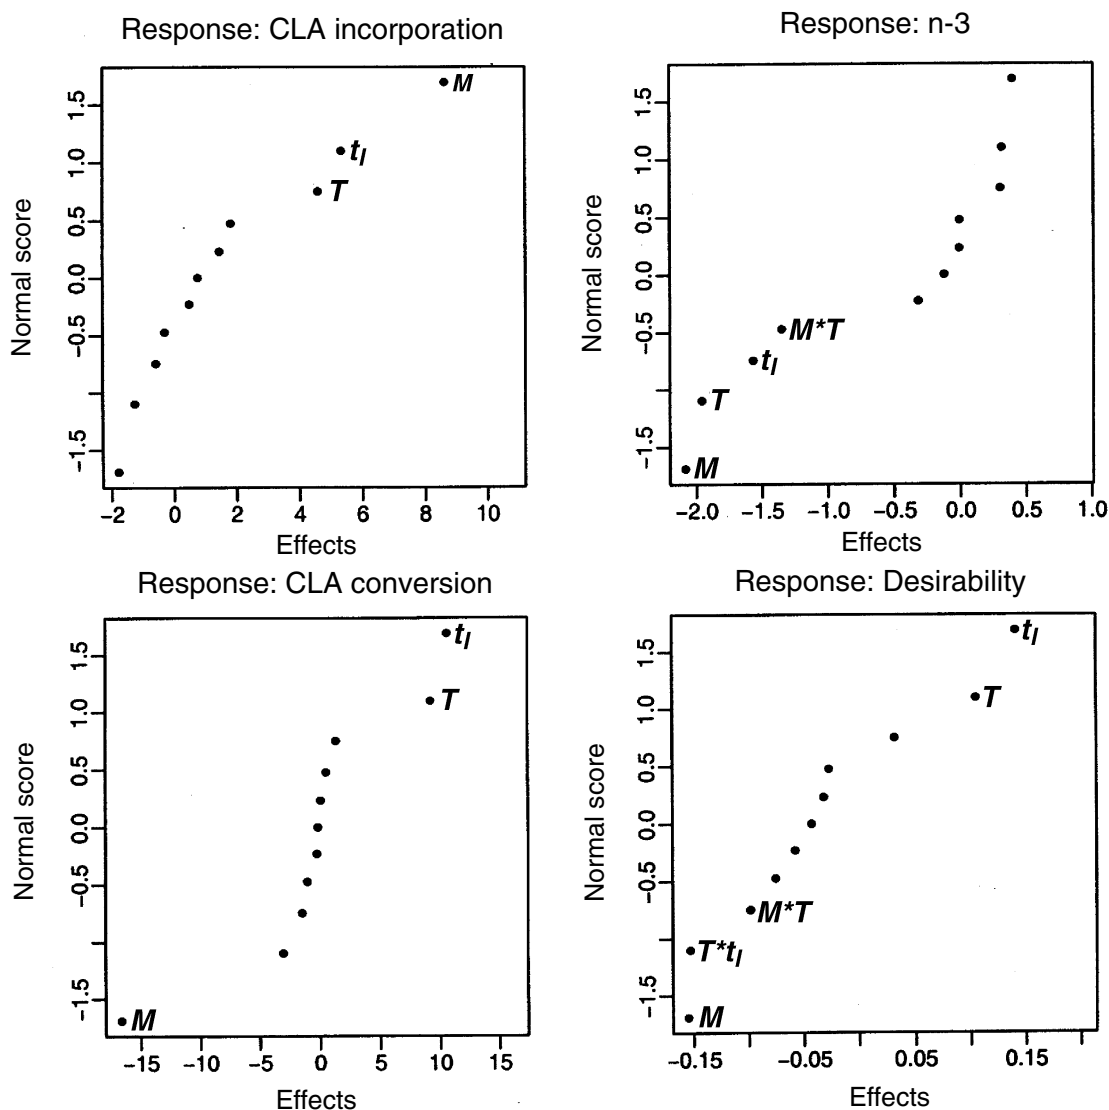 Response: CLA incorporation
Normal score
1.5
1.0
0.5
0.0
−0.5
−1.5
M
tI
T
−2 0 2 4 6 8 10
Effects
Response: n-3
Normal score
1.5
1.0
0.5
0.0
−0.5
−1.5
M*T
tI
T
M
−2.0 −1.5 −1.0 −0.5 0.0 0.5 1.0
Effects
Response: CLA conversion
Normal score
1.5
1.0
0.5
0.0
−0.5
−1.5
tI
T
M
−15 −10 −5 0 5 10 15
Effects
Response: Desirability
Normal score
1.5
1.0
0.5
0.0
−0.5
−1.5
tI
T
M*T
T*tI
M
−0.15 −0.05 0.05 0.15
Effects